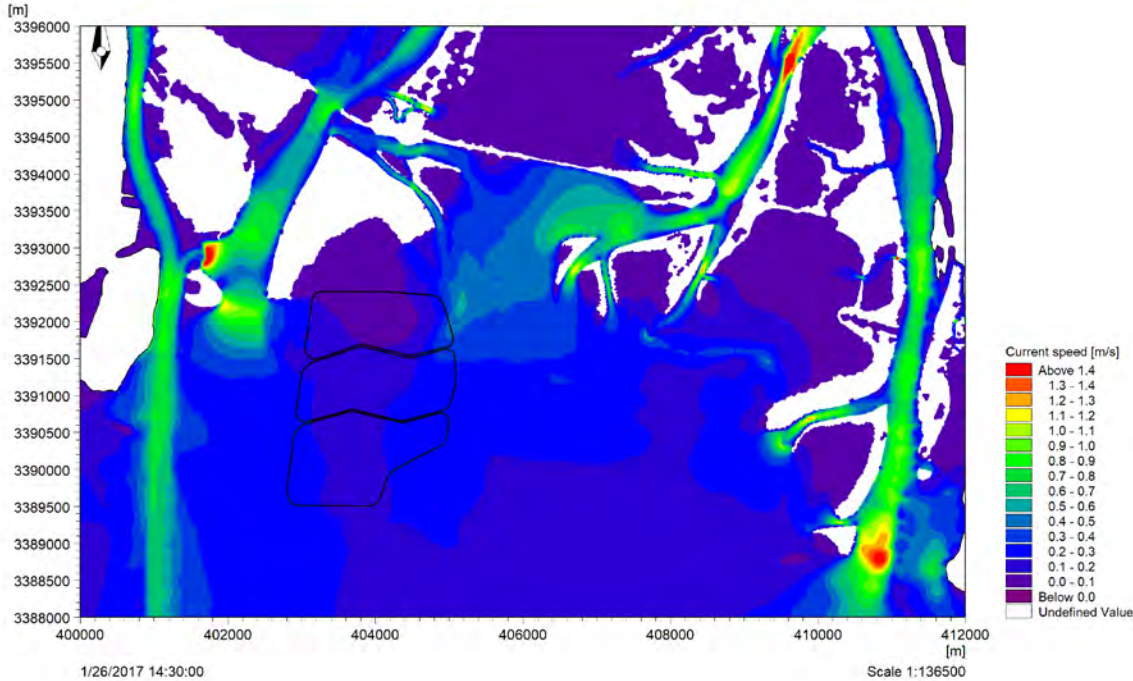 [m]
3396000
3395500
3395000
3394500
3394000
3393500
3393000
3392500
3392000
3391500
3391000
3390500
3390000
3389500
3389000
3388500
3388000
400000 402000 404000 406000 408000 410000 412000
[m]
1/26/2017 14:30:00 Scale 1:136500
Current speed [m/s]
Above 1.4
1.3 - 1.4
1.2 - 1.3
1.1 - 1.2
1.0 - 1.1
0.9 - 1.0
0.8 - 0.9
0.7 - 0.8
0.6 - 0.7
0.5 - 0.6
0.4 - 0.5
0.3 - 0.4
0.2 - 0.3
0.1 - 0.2
0.0 - 0.1
Below 0.0
Undefined Value